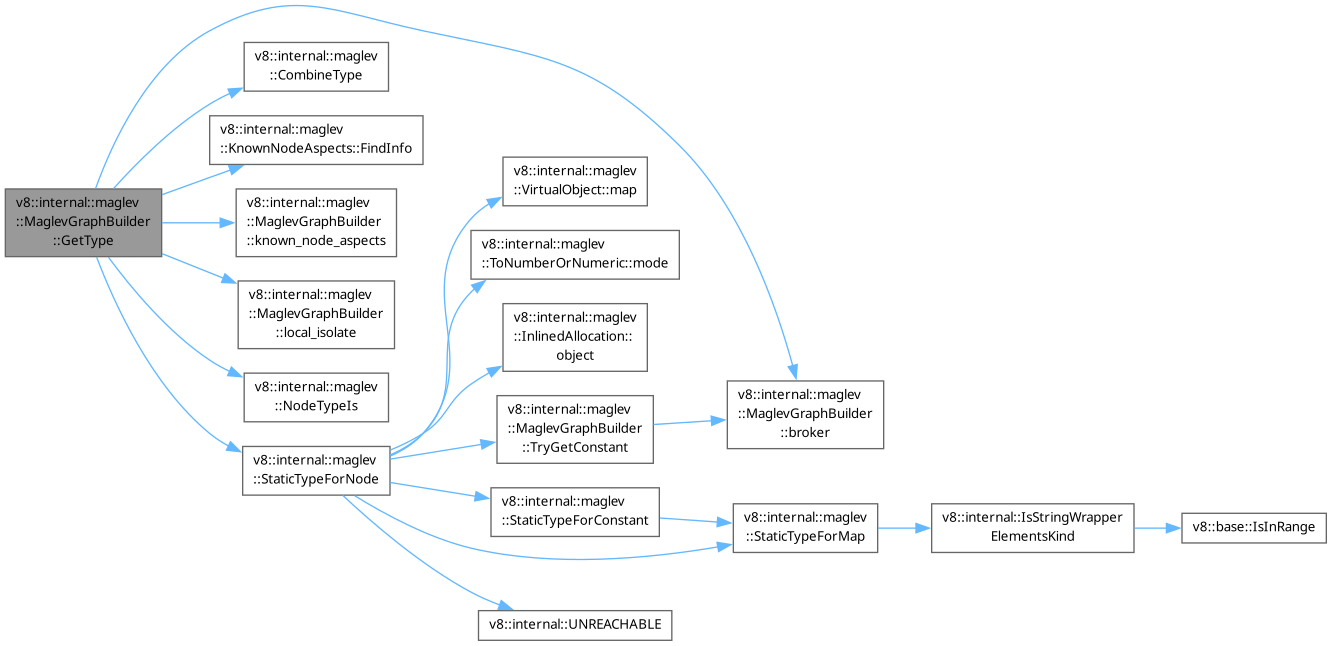 v8::internal::maglev
::MaglevGraphBuilder
::GetType
v8::internal::maglev
::CombineType
v8::internal::maglev
::KnownNodeAspects::FindInfo
v8::internal::maglev
::MaglevGraphBuilder
::known_node_aspects
v8::internal::maglev
::MaglevGraphBuilder
::local_isolate
v8::internal::maglev
::NodeTypeIs
v8::internal::maglev
::StaticTypeForNode
v8::internal::maglev
::VirtualObject::map
v8::internal::maglev
::ToNumberOrNumeric::mode
v8::internal::maglev
::InlinedAllocation::
object
v8::internal::maglev
::MaglevGraphBuilder
::TryGetConstant
v8::internal::maglev
::StaticTypeForConstant
v8::internal::UNREACHABLE
v8::internal::maglev
::MaglevGraphBuilder
::broker
v8::internal::maglev
::StaticTypeForMap
v8::internal::IsStringWrapper
ElementsKind
v8::base::IsInRange